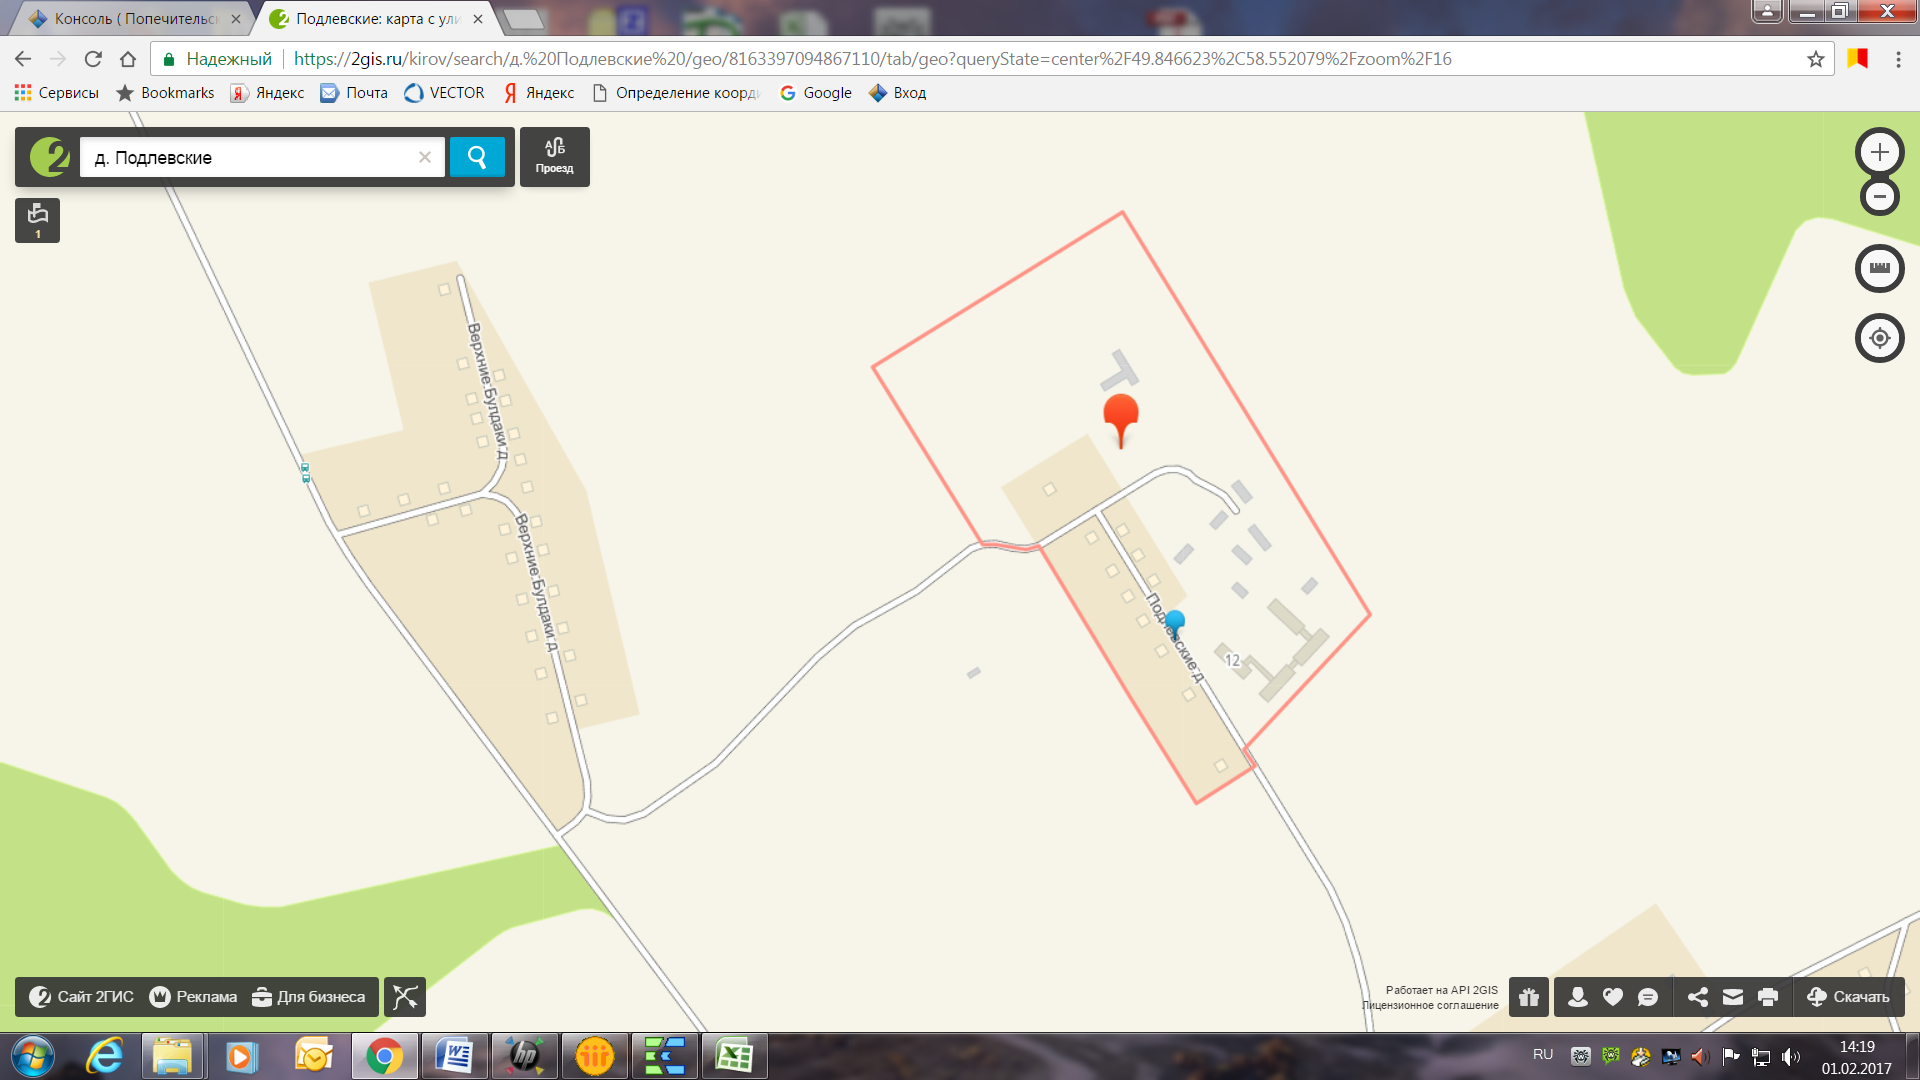 Консоль ( Попечительс
Подлевские: карта с ули
Надежный
https://2gis.ru/kirov/search/д.%20Подлевские%20/geo/8163397094867110/tab/geo?queryState=center%2F49.846623%2C58.552079%2Fzoom%2F16
Сервисы
Bookmarks
Яндекс
Почта
VECTOR
Яндекс
Определение коорди
Google
Вход
д. Подлевские
Проезд
1
Верхние Булдаки д
Верхние Булдаки д
Подлевские д
12
Сайт 2ГИС
Реклама
Для бизнеса
Работает на API 2GIS
Лицензионное соглашение
Скачать
RU
14:19
01.02.2017